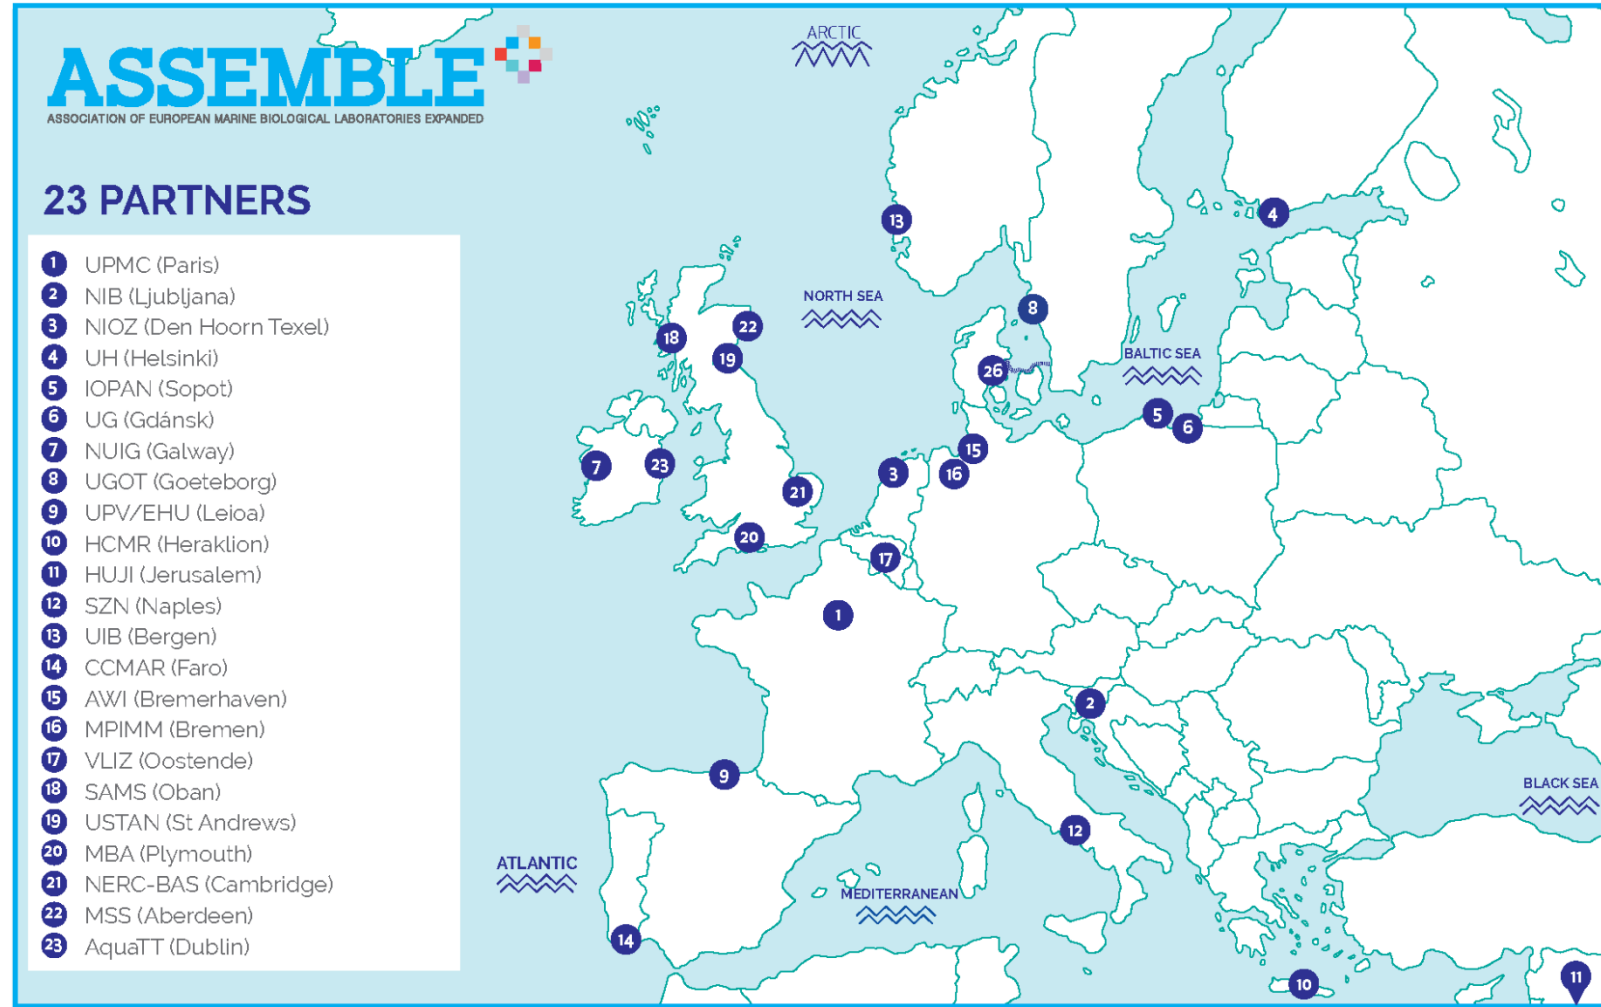 ASSEMBLE
ASSOCIATION OF EUROPEAN MARINE BIOLOGICAL LABORATORIES EXPANDED
23 PARTNERS
1 UPMC (Paris)
2 NIB (Ljubljana)
3 NIOZ (Den Hoorn Texel)
4 UH (Helsinki)
5 IOPAN (Sopot)
6 UG (Gdánsk)
7 NUIG (Galway)
8 UGOT (Goeteborg)
9 UPV/EHU (Leioa)
10 HCMR (Heraklion)
11 HUJI (Jerusalem)
12 SZN (Naples)
13 UIB (Bergen)
14 CCMAR (Faro)
15 AWI (Bremerhaven)
16 MPIMM (Bremen)
17 VLIZ (Oostende)
18 SAMS (Oban)
19 USTAN (St Andrews)
20 MBA (Plymouth)
21 NERC-BAS (Cambridge)
22 MSS (Aberdeen)
23 AquaTT (Dublin)
ARCTIC
13
4
NORTH SEA
8
22
18
19
BALTIC SEA
26
5
6
15
7
23
3
16
21
20
17
1
2
9
BLACK SEA
12
ATLANTIC
MEDITERRANEAN
14
11
10